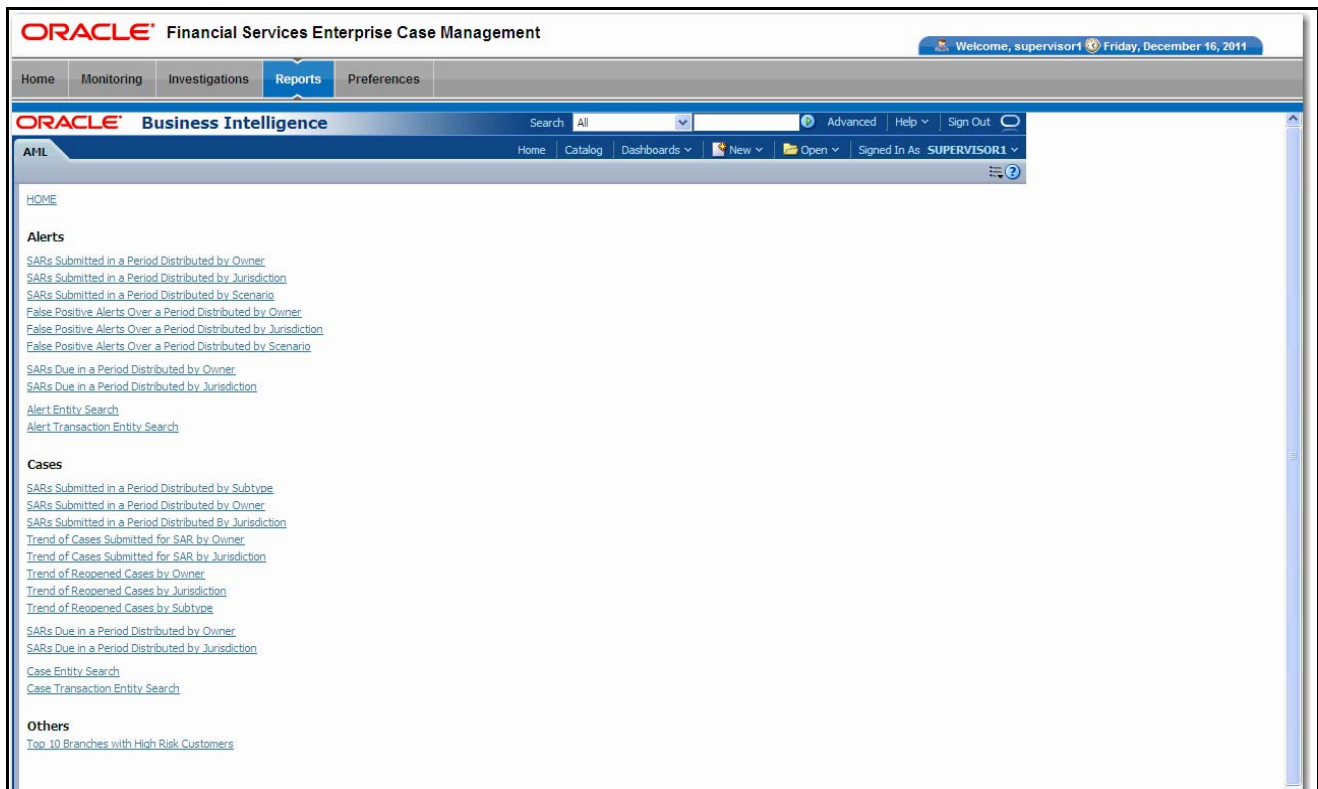 ORACLE Financial Services Enterprise Case Management
Welcome, supervisor1 Friday, December 16, 2011
Home Monitoring Investigations Reports Preferences
ORACLE Business Intelligence Search All Advanced Help Sign Out
AML Home Catalog Dashboards New Open Signed In As SUPERVISOR1
HOME
Alerts
SARs Submitted in a Period Distributed by Owner
SARs Submitted in a Period Distributed by Jurisdiction
SARs Submitted in a Period Distributed by Scenario
False Positive Alerts Over a Period Distributed by Owner
False Positive Alerts Over a Period Distributed by Jurisdiction
False Positive Alerts Over a Period Distributed by Scenario
SARs Due in a Period Distributed by Owner
SARs Due in a Period Distributed by Jurisdiction
Alert Entity Search
Alert Transaction Entity Search
Cases
SARs Submitted in a Period Distributed by Subtype
SARs Submitted in a Period Distributed by Owner
SARs Submitted in a Period Distributed By Jurisdiction
Trend of Cases Submitted for SAR by Owner
Trend of Cases Submitted for SAR by Jurisdiction
Trend of Reopened Cases by Owner
Trend of Reopened Cases by Jurisdiction
Trend of Reopened Cases by Subtype
SARs Due in a Period Distributed by Owner
SARs Due in a Period Distributed by Jurisdiction
Case Entity Search
Case Transaction Entity Search
Others
Top 10 Branches with High Risk Customers